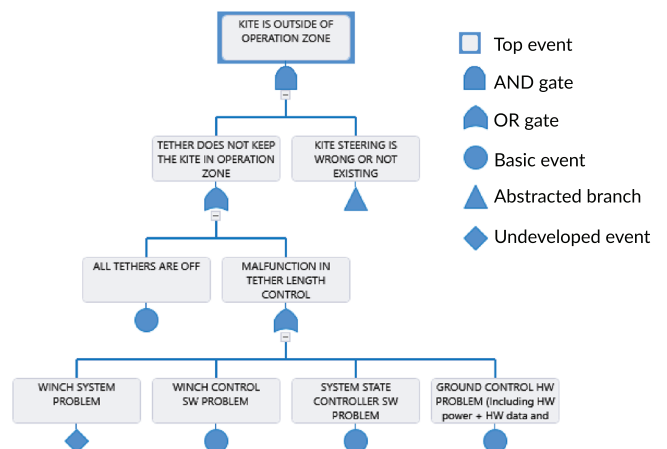 KITE IS OUTSIDE OF
OPERATION ZONE
Top event
AND gate
OR gate
Basic event
Abstracted branch
Undeveloped event
TETHER DOES NOT KEEP
THE KITE IN OPERATION
ZONE
KITE STEERING IS
WRONG OR NOT
EXISTING
ALL TETHERS ARE OFF
MALFUNCTION IN
TETHER LENGTH
CONTROL
WINCH SYSTEM
PROBLEM
WINCH CONTROL
SW PROBLEM
SYSTEM STATE
CONTROLLER SW
PROBLEM
GROUND CONTROL HW
PROBLEM (Including HW
power + HW data and